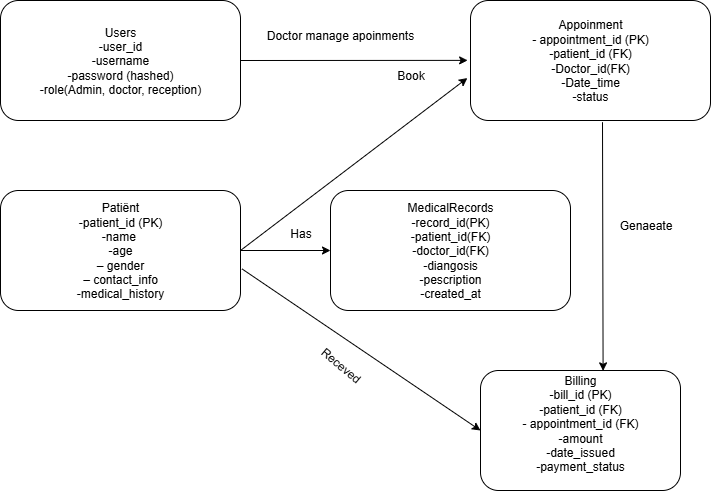 Users
-user_id
-username
-password (hashed)
-role(Admin, doctor, reception)
Doctor manage apoinments
Book
Appoinment
- appointment_id (PK)
-patient_id (FK)
-Doctor_id(FK)
-Date_time
-status
Patiënt
-patient_id (PK)
-name
-age
– gender
– contact_info
-medical_history
Has
MedicalRecords
-record_id(PK)
-patient_id(FK)
-doctor_id(FK)
-diangosis
-pescription
-created_at
Genaeate
Receved
Billing
-bill_id (PK)
-patient_id (FK)
- appointment_id (FK)
-amount
-date_issued
-payment_status